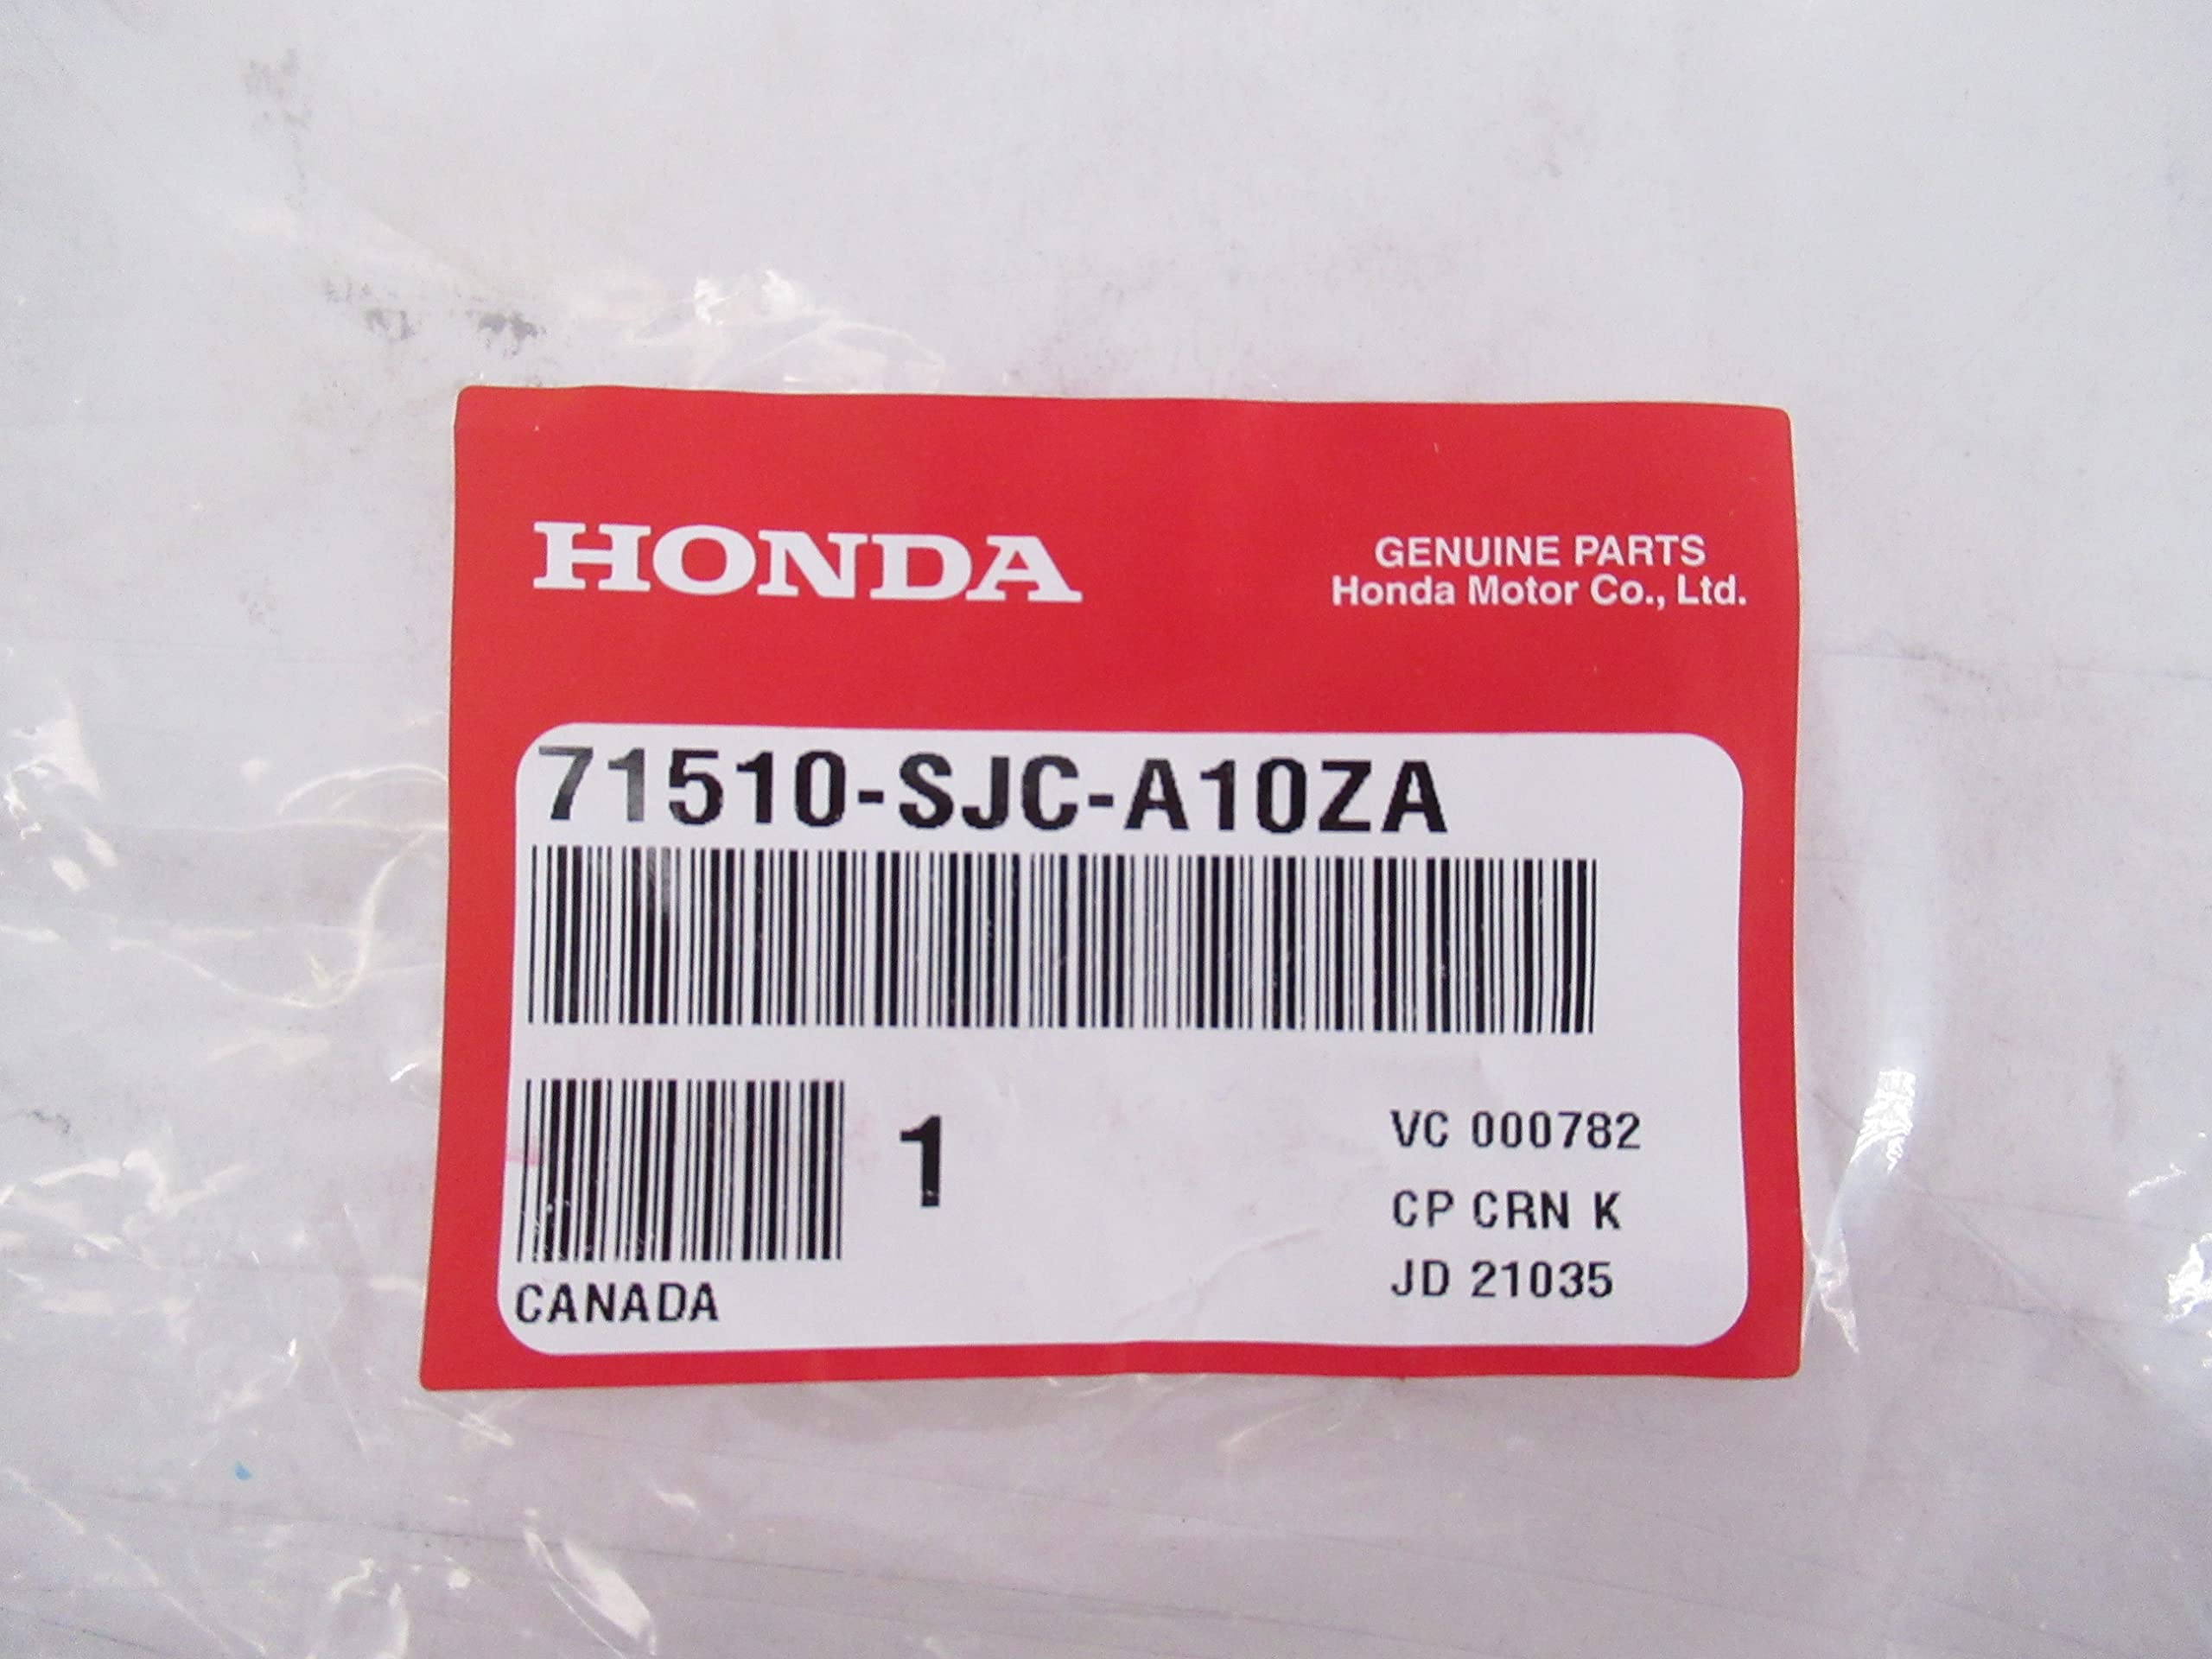 HONDA
GENUINE PARTS
Honda Motor Co., Ltd.
71510-SJC-A10ZA
1
VC 000782
CP CRN K
JD 21035
CANADA